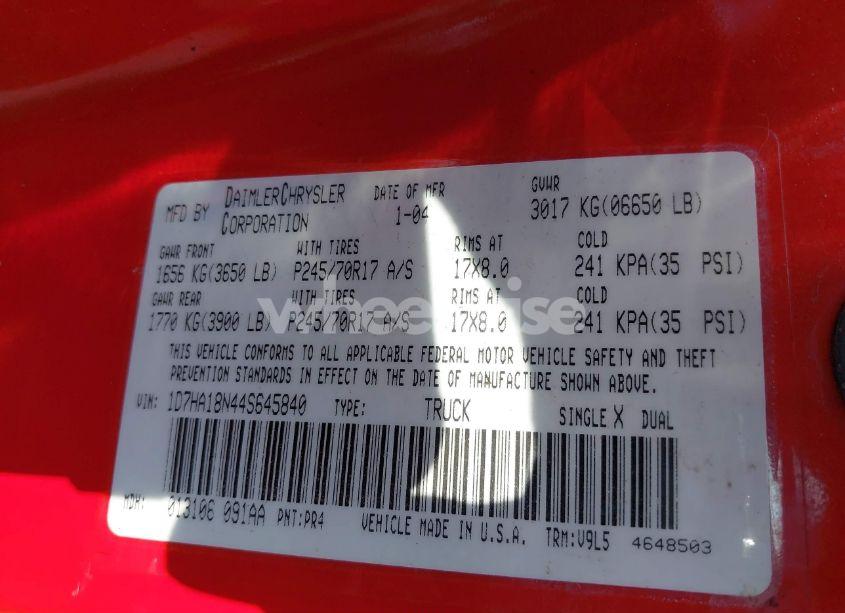 MFD BY DAIMLERCHRYSLER CORPORATION DATE OF MFR 1-04 GVWR 3017 KG(06650 LB)
GAWR FRONT WITH TIRES RIMS AT COLD
1656 KG(3650 LB) P245/70R17 A/S 17X8.0 241 KPA(35 PSI)
GAWR REAR WITH TIRES RIMS AT COLD
1770 KG(3900 LB) P245/70R17 A/S 17X8.0 241 KPA(35 PSI)
THIS VEHICLE CONFORMS TO ALL APPLICABLE FEDERAL MOTOR VEHICLE SAFETY AND THEFT
PREVENTION STANDARDS IN EFFECT ON THE DATE OF MANUFACTURE SHOWN ABOVE.
VIN: 1D7HA18N44S645840 TYPE: TRUCK SINGLE X DUAL
MDH: 013106 091AA PNT:PR4 VEHICLE MADE IN U.S.A. TRM:V9L5 4648503